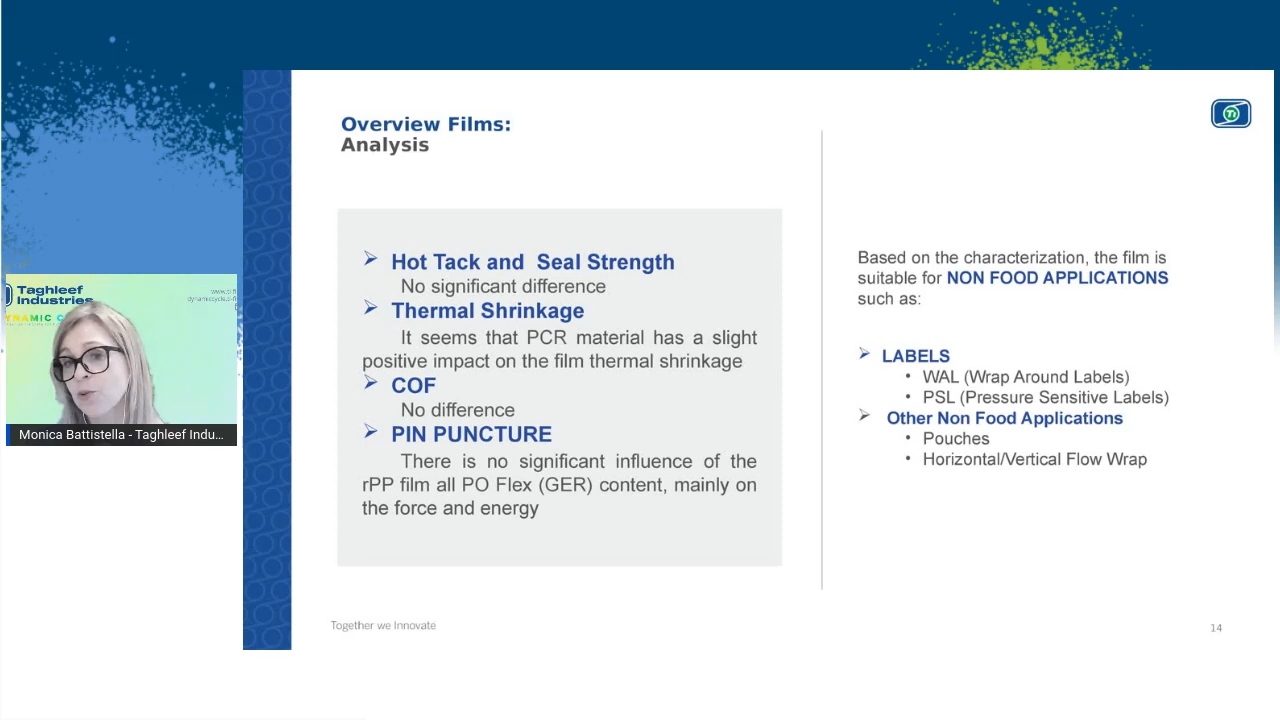 Overview Films:
Analysis
Ti
Hot Tack and Seal Strength
No significant difference
Thermal Shrinkage
It seems that PCR material has a slight
positive impact on the film thermal shrinkage
COF
No difference
PIN PUNCTURE
There is no significant influence of the
rPP film all PO Flex (GER) content, mainly on
the force and energy
Based on the characterization, the film is
suitable for NON FOOD APPLICATIONS
such as:
LABELS
• WAL (Wrap Around Labels)
• PSL (Pressure Sensitive Labels)
Other Non Food Applications
• Pouches
• Horizontal/Vertical Flow Wrap
Together we Innovate
14
Taghleef
Industries
YNAMIC C
Monica Battistella - Taghleef Indu...